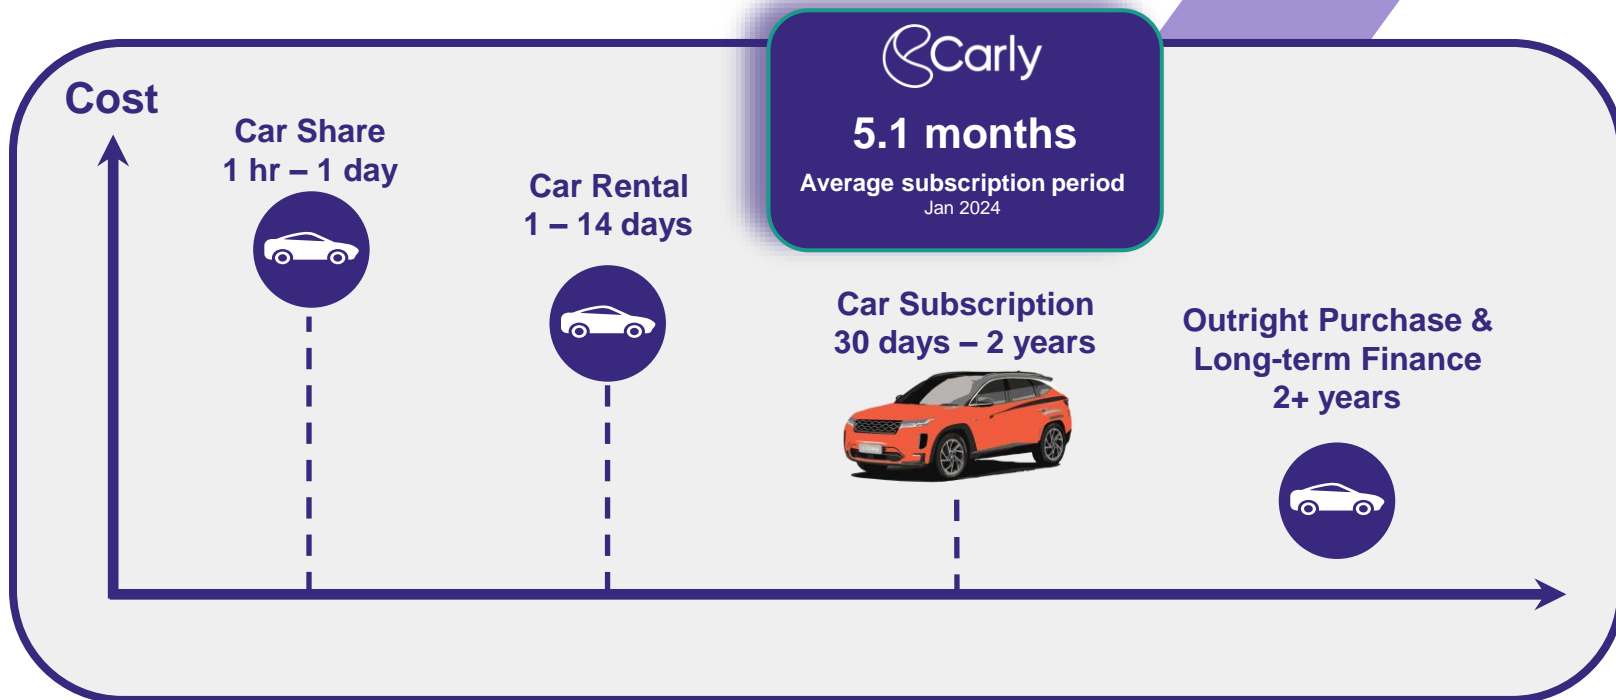 Cost
Car Share
1 hr – 1 day
Car Rental
1 – 14 days
Carly
5.1 months
Average subscription period
Jan 2024
Car Subscription
30 days – 2 years
Outright Purchase &
Long-term Finance
2+ years